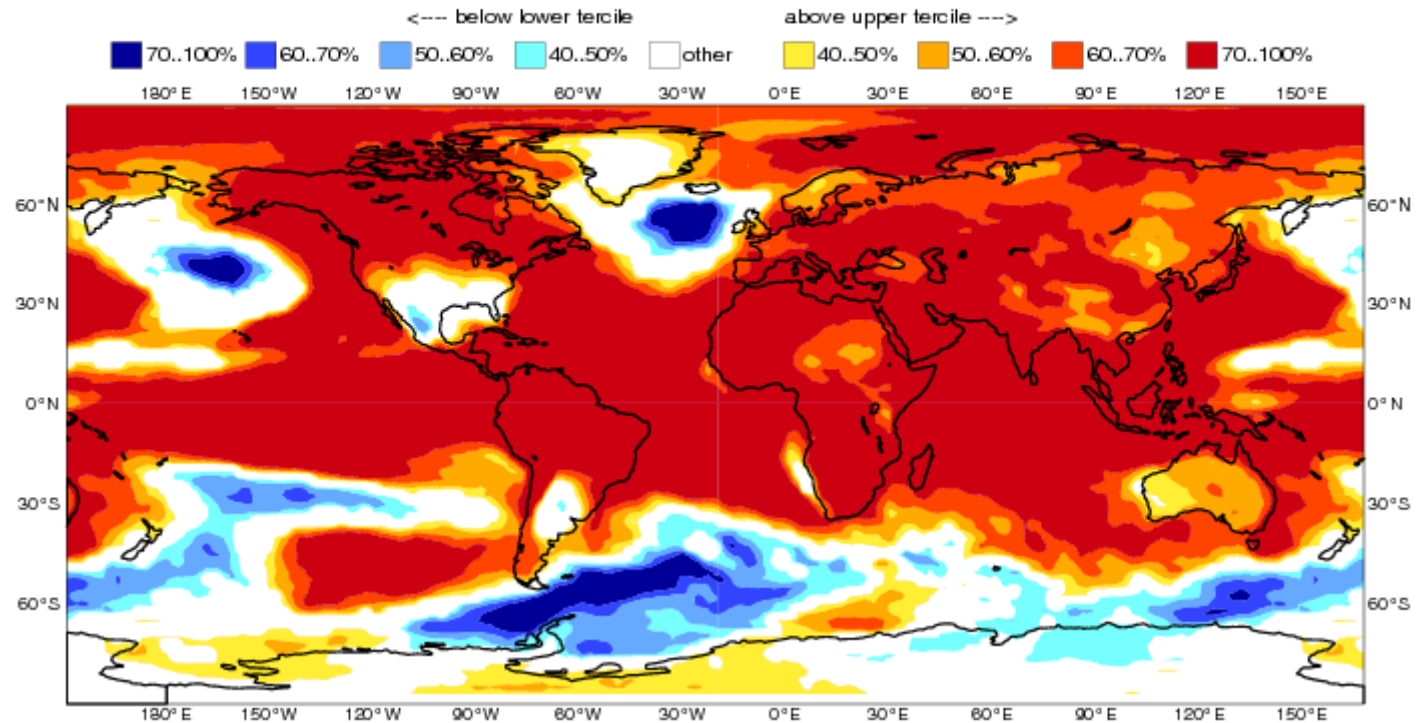 <---- below lower tercile above upper tercile ---->
70..100% 60..70% 50..60% 40..50% other 40..50% 50..60% 60..70% 70..100%
180°E 150°W 120°W 90°W 60°W 30°W 0°E 30°E 60°E 90°E 120°E 150°E
60°N 60°N
30°N 30°N
0°N 0°N
30°S 30°S
60°S 60°S
180°E 150°W 120°W 90°W 60°W 30°W 0°E 30°E 60°E 90°E 120°E 150°E